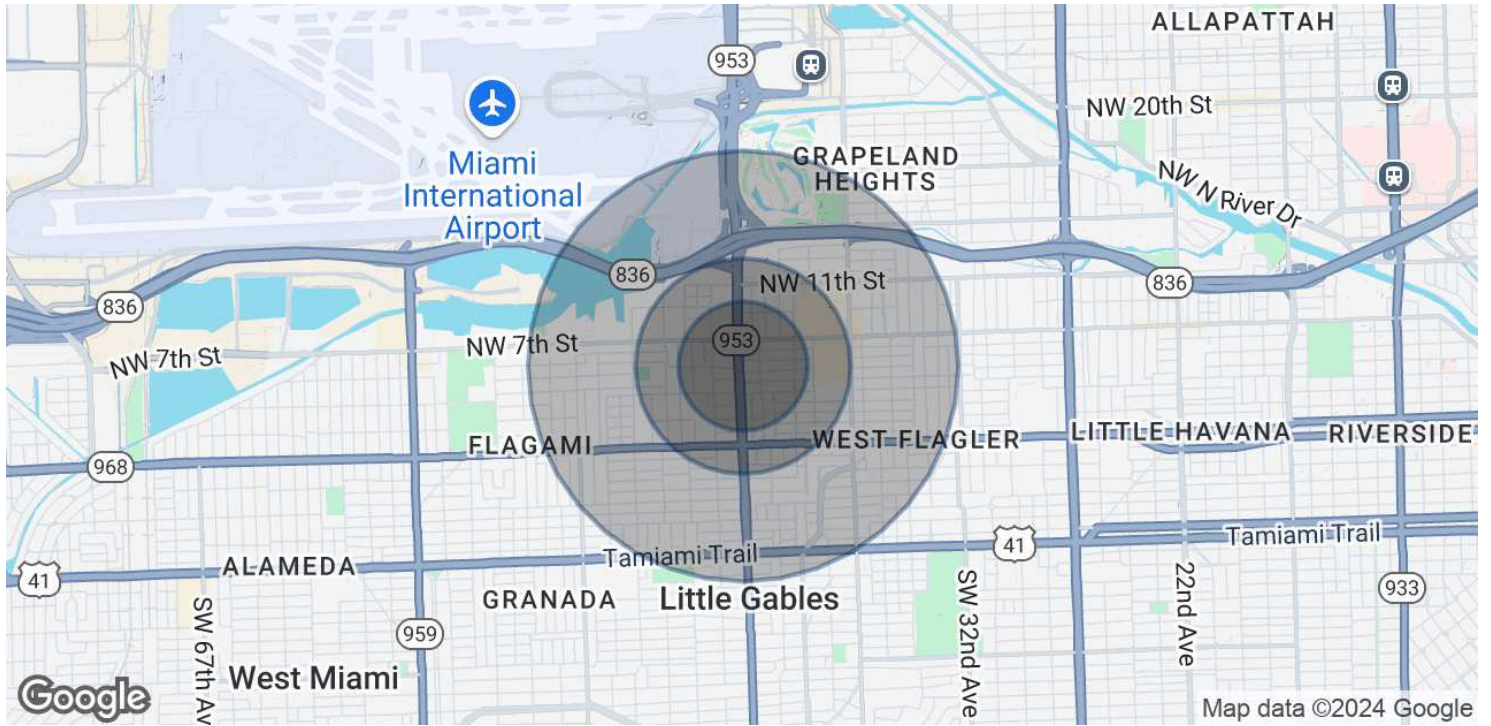 ALLAPATTAH
953
NW 20th St
Miami
International
Airport
GRAPELAND
HEIGHTS
NW N River Dr
836
NW 11th St
836
836
953
NW 7th St
NW 7th St
FLAGAMI
WEST FLAGLER
LITTLE HAVANA
RIVERSIDE
968
Tamiami Trail
41
Tamiami Trail
ALAMEDA
41
GRANADA
Little Gables
SW 67th Av
SW 32nd Ave
22nd Ave
933
959
West Miami
Google
Map data ©2024 Google